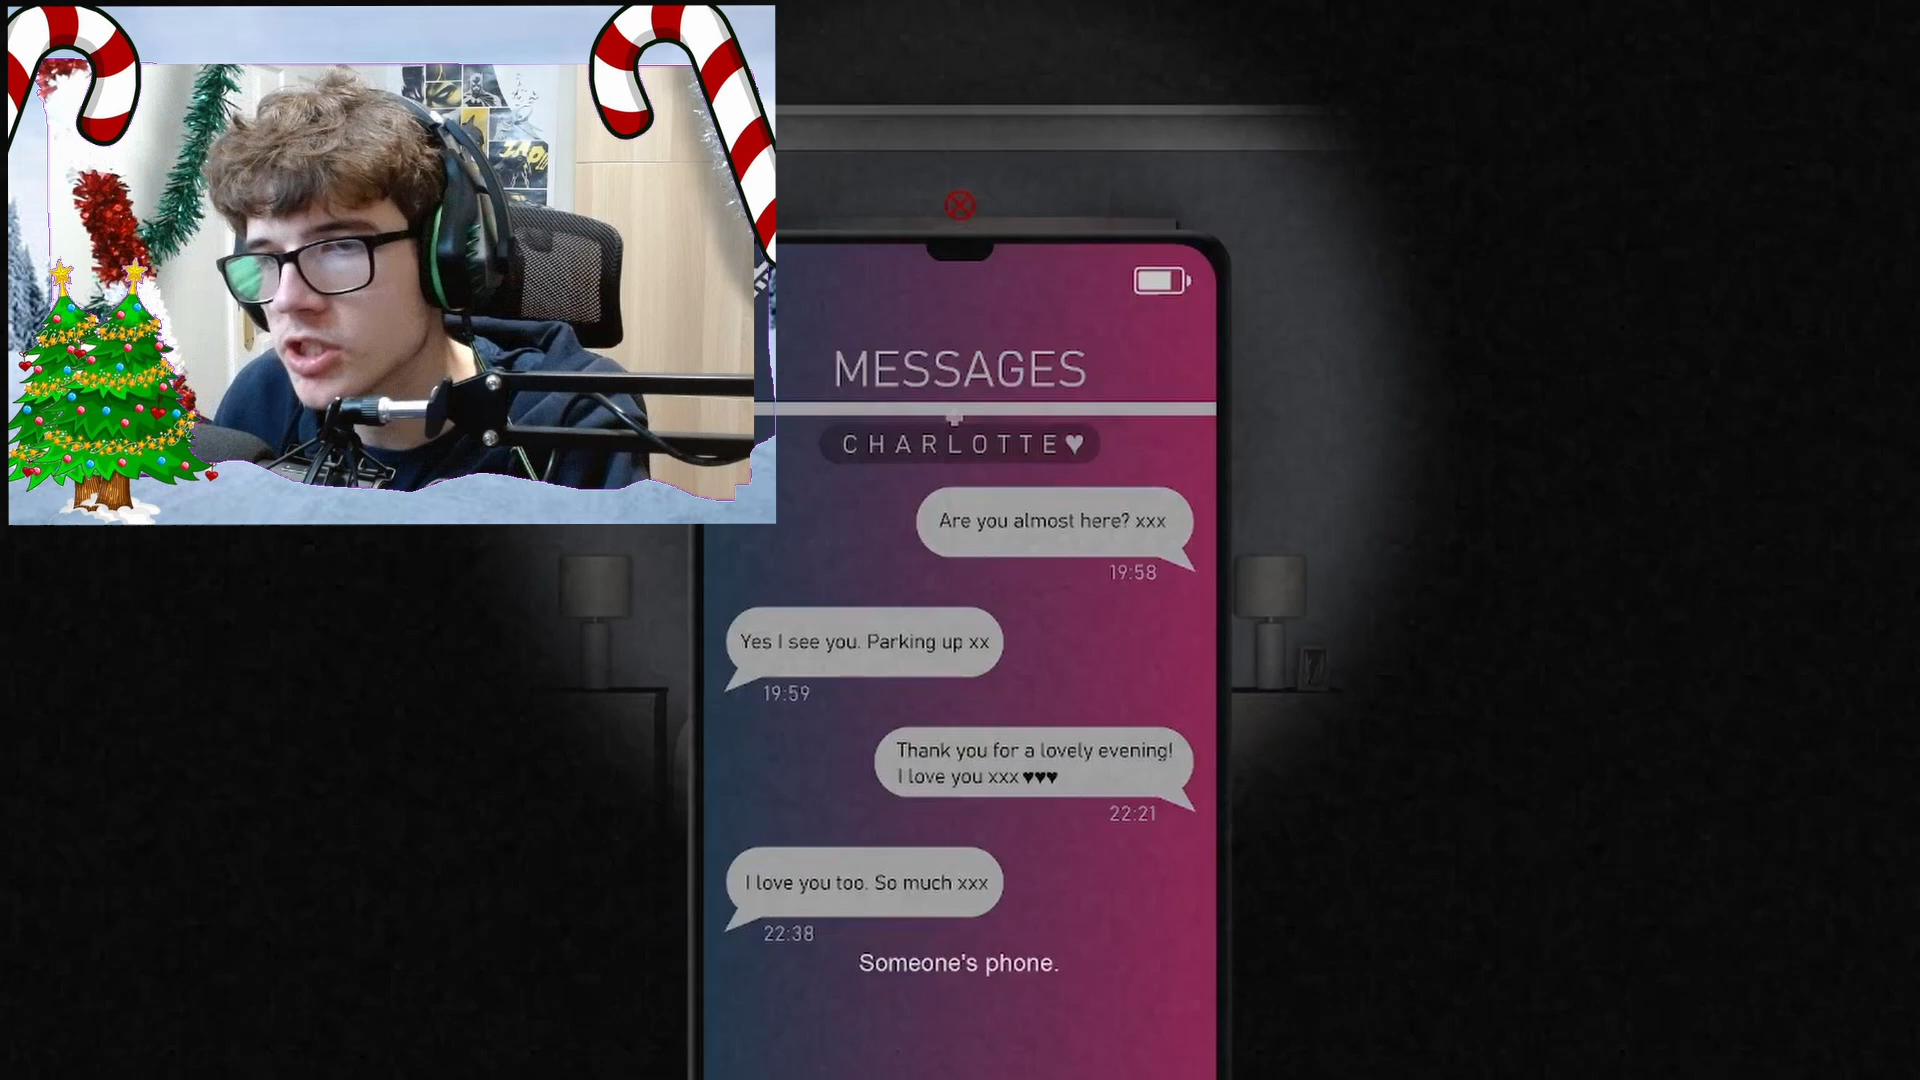 MESSAGES
CHARLOTTE♥
Are you almost here? xxx
19:58
Yes I see you. Parking up xx
19:59
Thank you for a lovely evening!
I love you xxx ♥♥♥
22:21
I love you too. So much xxx
22:38
Someone's phone.